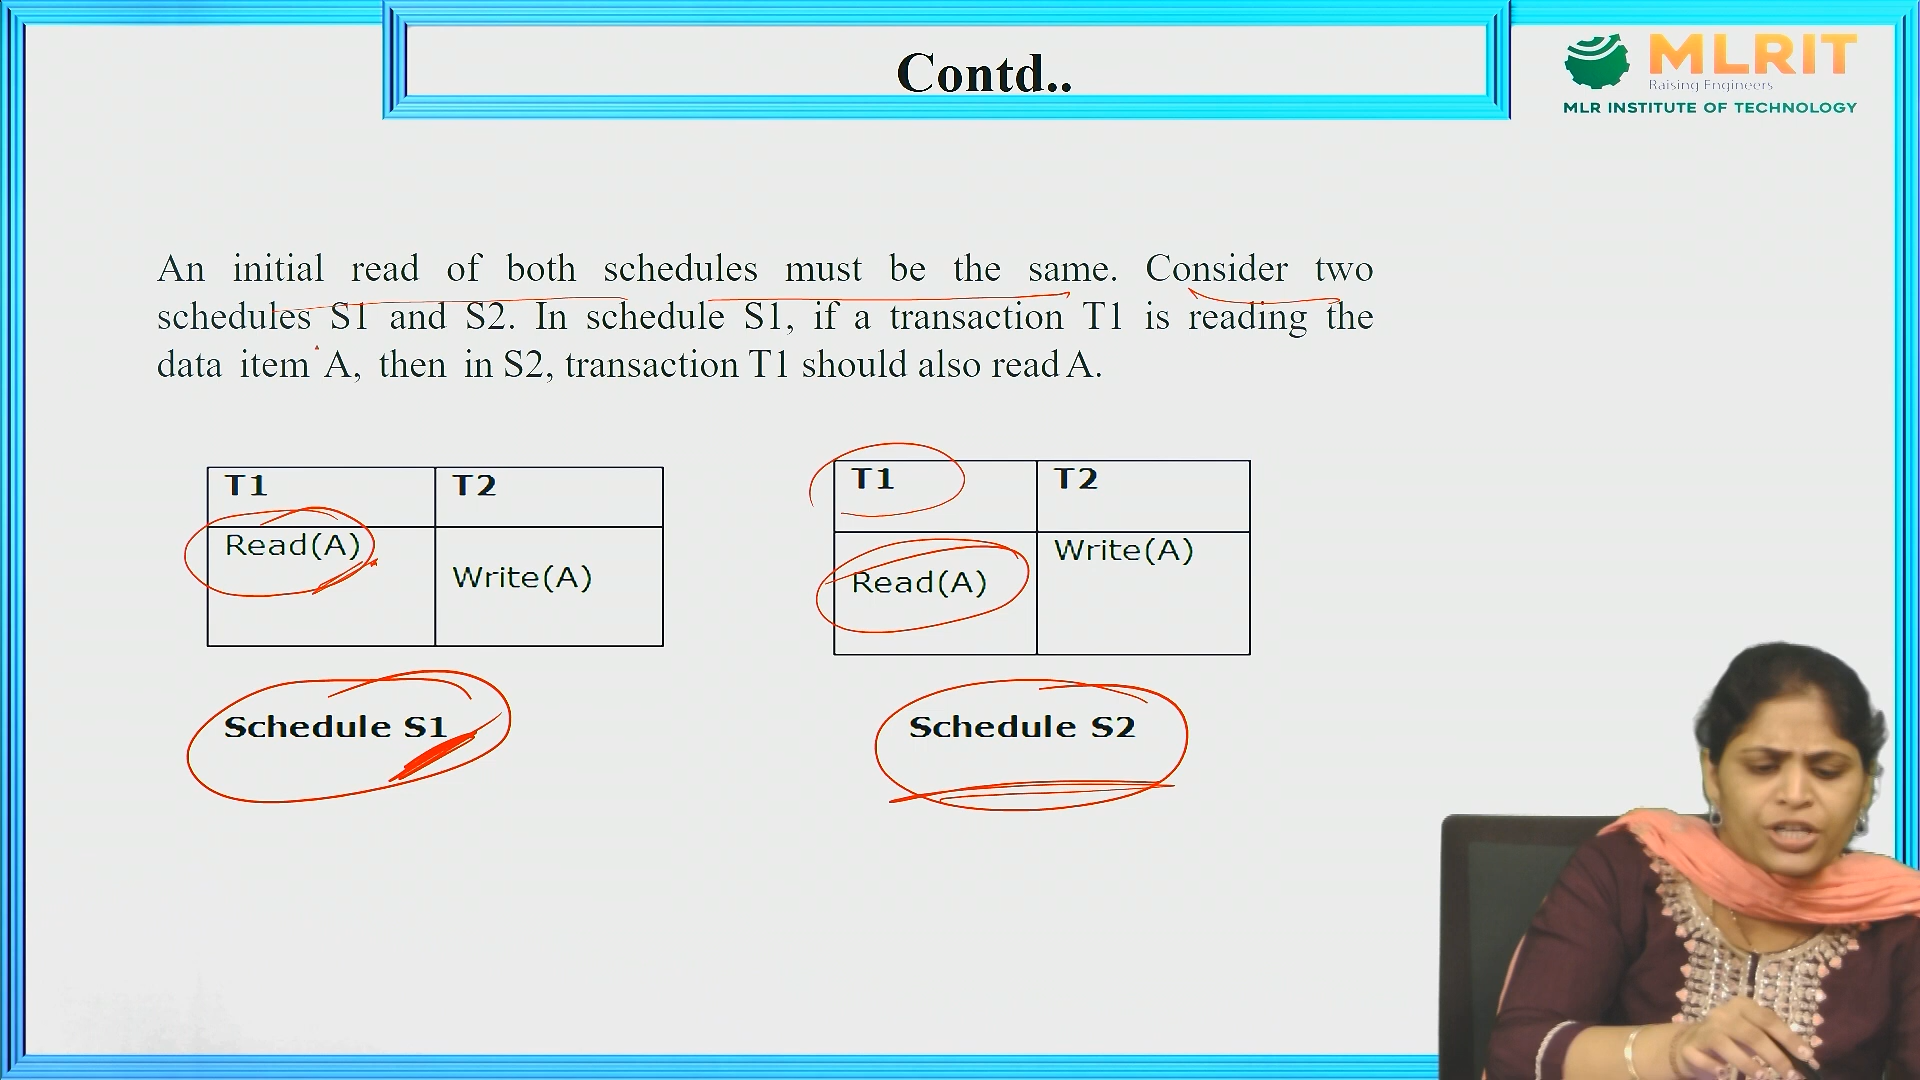 Contd..
MLRIT
Raising Engineers
MLR INSTITUTE OF TECHNOLOGY
An initial read of both schedules must be the same. Consider two
schedules S1 and S2. In schedule S1, if a transaction T1 is reading the
data item A, then in S2, transaction T1 should also read A.
T1 T2
Read(A)
Write(A)
Schedule S1
T1 T2
Write(A)
Read(A)
Schedule S2